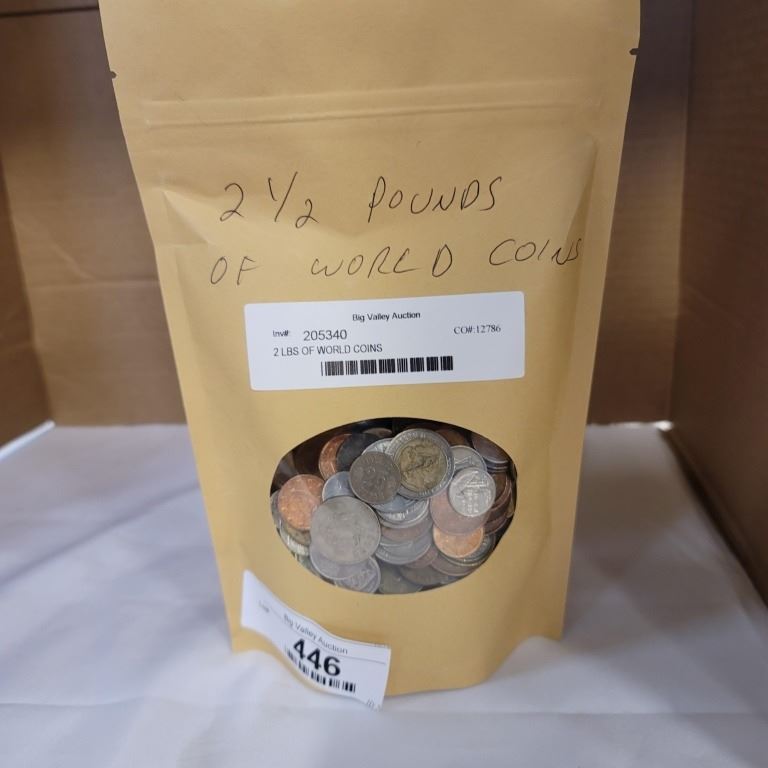 2 1/2 POUNDS
OF WORLD COINS
Big Valley Auction
Inv#: 205340 CO#:12786
2 LBS OF WORLD COINS
Big Valley Auction
446